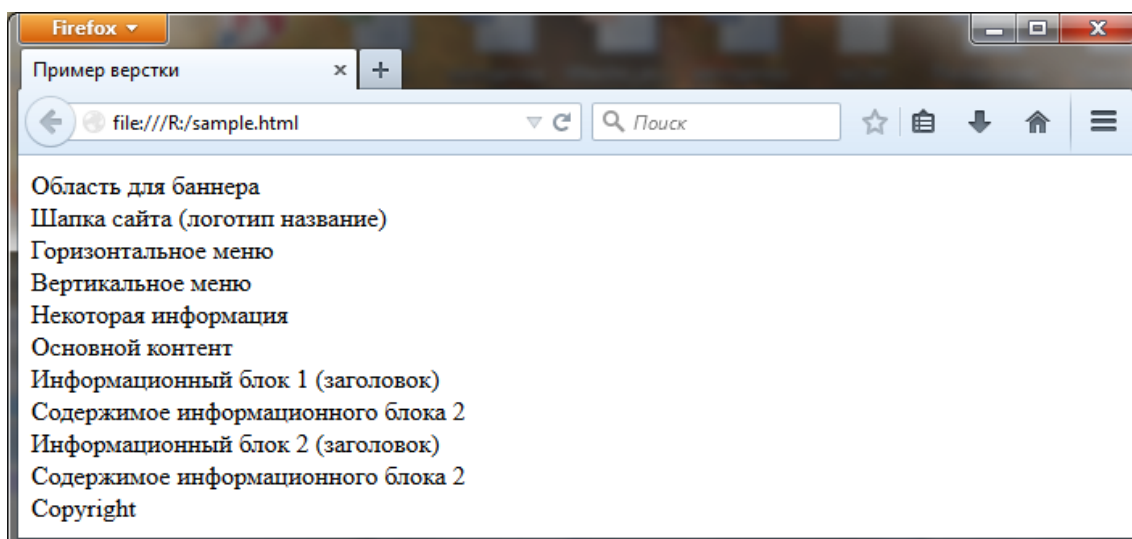 Firefox
Пример верстки
file:///R:/sample.html
Поиск
Область для баннера
Шапка сайта (логотип название)
Горизонтальное меню
Вертикальное меню
Некоторая информация
Основной контент
Информационный блок 1 (заголовок)
Содержимое информационного блока 2
Информационный блок 2 (заголовок)
Содержимое информационного блока 2
Copyright